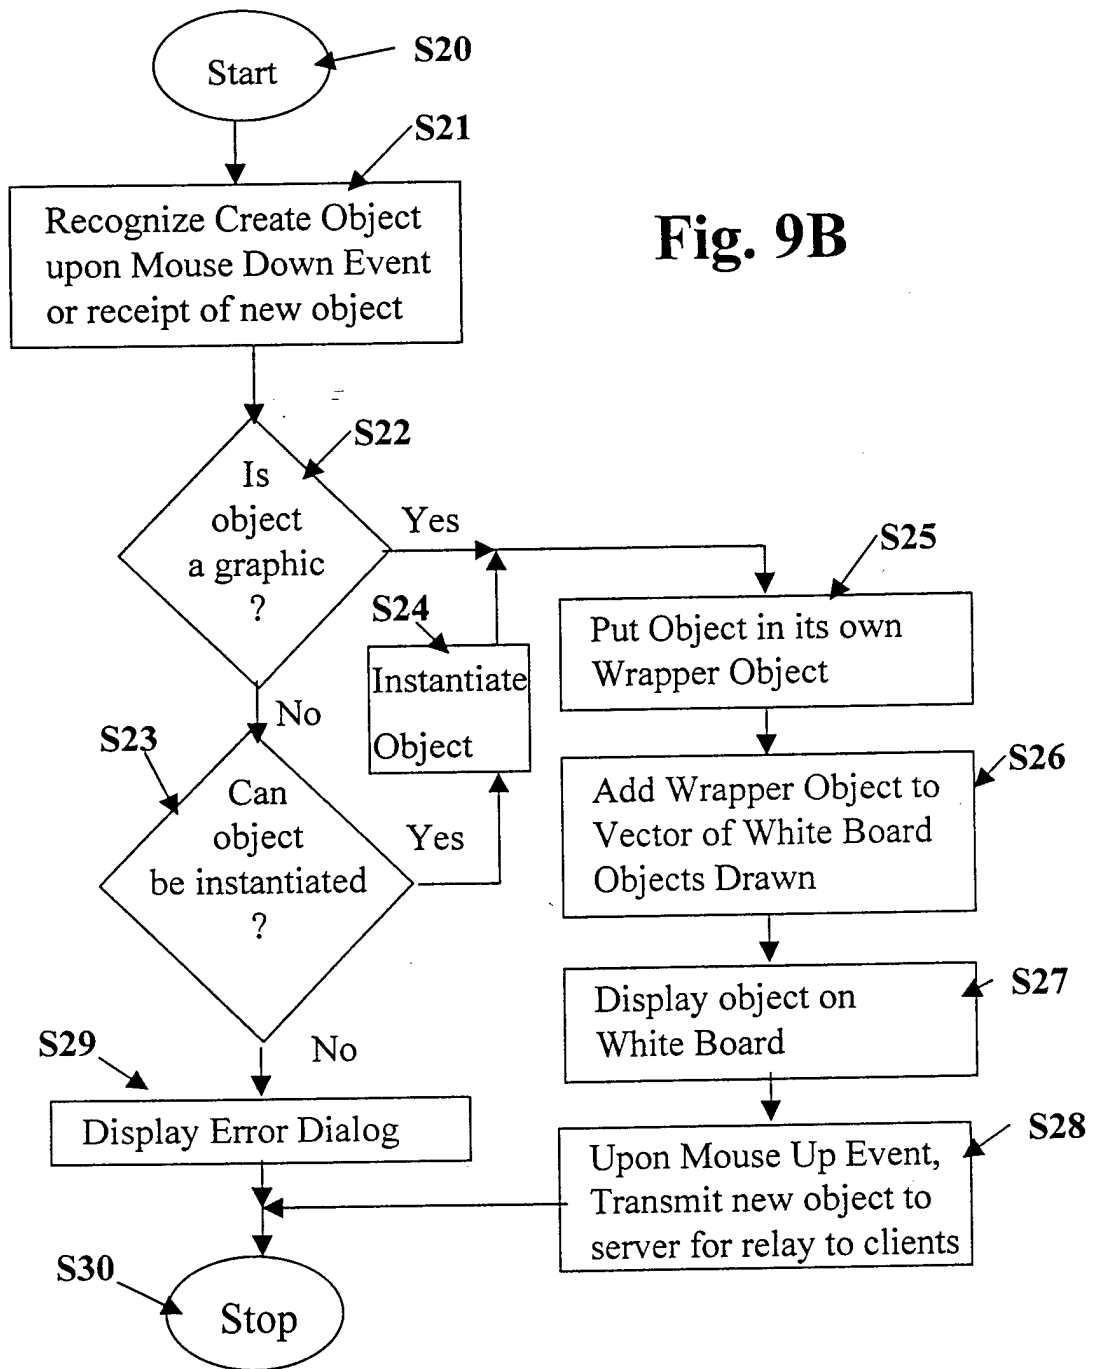 Start
S20
S21
Recognize Create Object
upon Mouse Down Event
or receipt of new object
Fig. 9B
S22
Is
object
a graphic
?
Yes
No
S24
Instantiate
Object
S23
Can
object
be instantiated
?
Yes
No
S25
Put Object in its own
Wrapper Object
S26
Add Wrapper Object to
Vector of White Board
Objects Drawn
S27
Display object on
White Board
S28
Upon Mouse Up Event,
Transmit new object to
server for relay to clients
S29
Display Error Dialog
S30
Stop